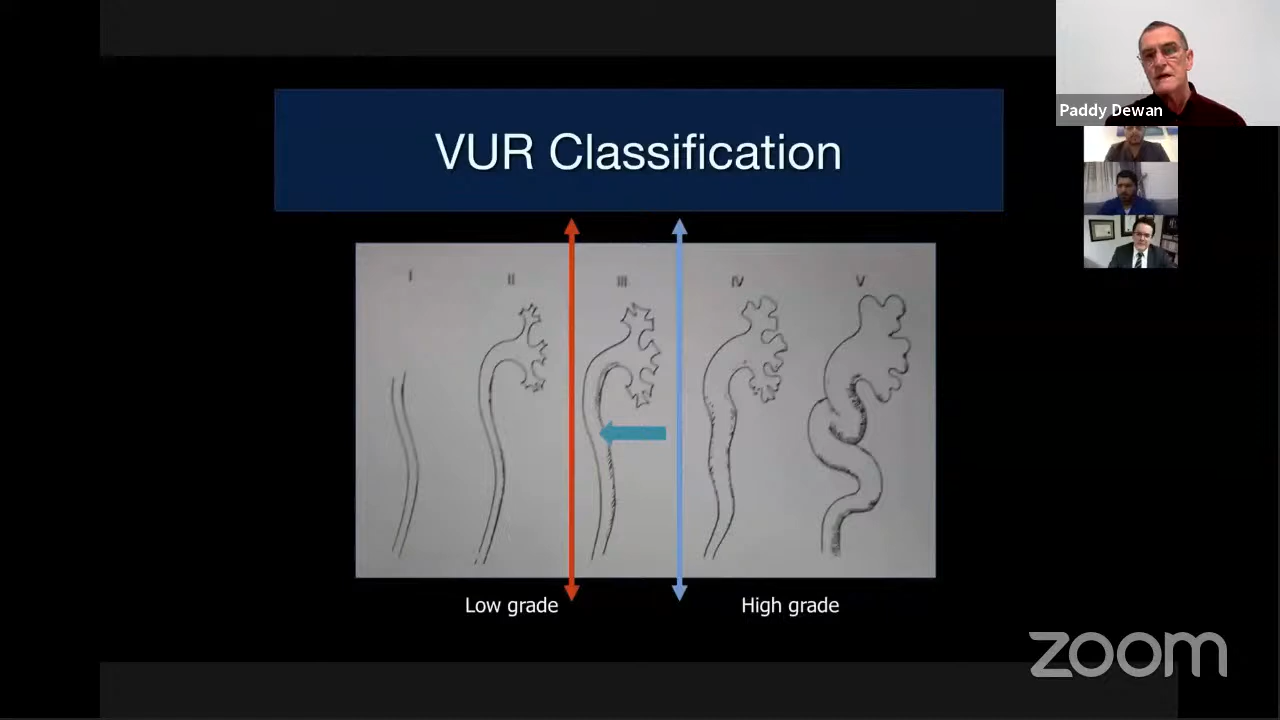 VUR Classification
I II III IV V
Low grade High grade
Paddy Dewan
zoom